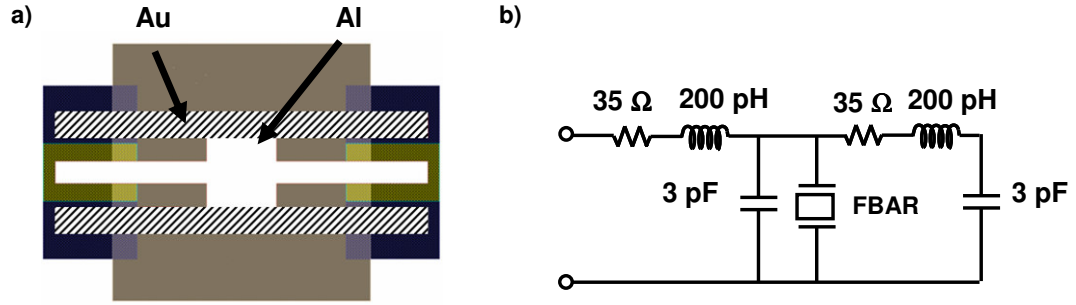 a)
Au
Al
b)
35 Ω
200 pH
35 Ω
200 pH
3 pF
FBAR
3 pF